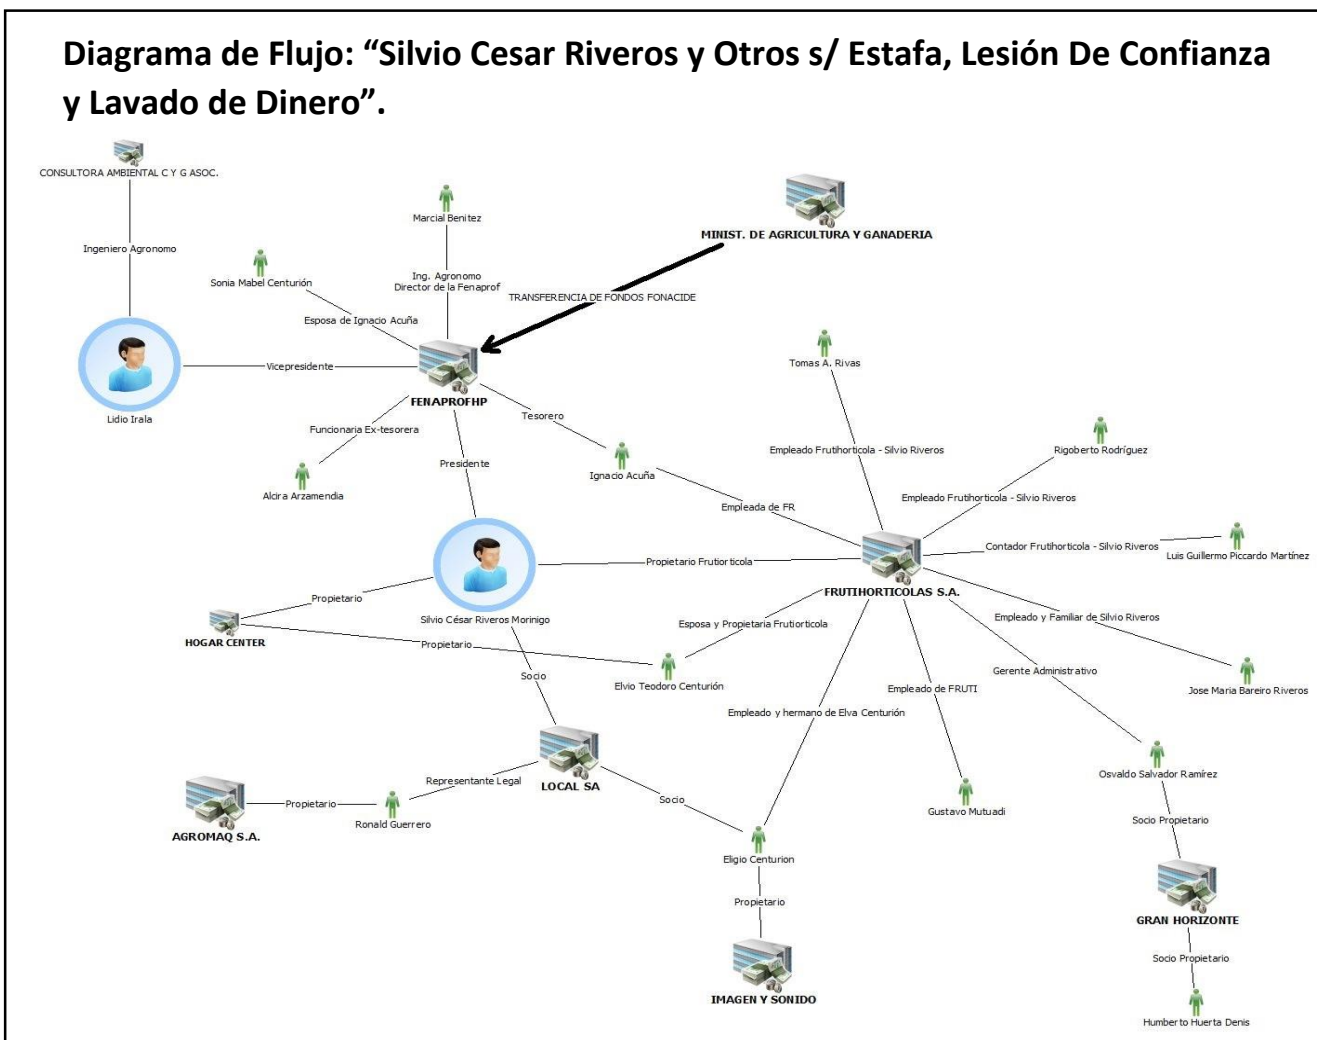 Diagrama de Flujo: “Silvio Cesar Riveros y Otros s/ Estafa, Lesión De Confianza
y Lavado de Dinero”.
CONSULTORA AMBIENTAL C Y G ASOC.
Ingeniero Agronomo
Lidio Irala
Sonia Mabel Centurión
Esposa de Ignacio Acuña
Marcial Benitez
Ing. Agronomo
Director de la Fenaprof
MINIST. DE AGRICULTURA Y GANADERIA
TRANSFERENCIA DE FONDOS FONACIDE
Vicepresidente
FENAPROFHP
Funcionaria Ex-tesorera
Alcira Arzamendia
Presidente
Tesorero
Ignacio Acuña
Empleada de FR
Tomas A. Rivas
Empleado Frutihorticola - Silvio Riveros
Rigoberto Rodríguez
Empleado Frutihorticola - Silvio Riveros
Contador Frutihorticola - Silvio Riveros
Luis Guillermo Piccardo Martínez
Propietario Frutiorticola
FRUTIHORTICOLAS S.A.
Silvio César Riveros Morinigo
Propietario
HOGAR CENTER
Propietario
Esposa y Propietaria Frutiorticola
Elvio Teodoro Centurión
Empleado y Familiar de Silvio Riveros
Jose Maria Bareiro Riveros
Gerente Administrativo
Osvaldo Salvador Ramírez
Empleado de FRUTI
Gustavo Mutuadi
Empleado y hermano de Elva Centurión
Socio
LOCAL SA
Representante Legal
Ronald Guerrero
Propietario
AGROMAQ S.A.
Socio
Eligio Centurion
Propietario
IMAGEN Y SONIDO
Socio Propietario
GRAN HORIZONTE
Socio Propietario
Humberto Huerta Denis